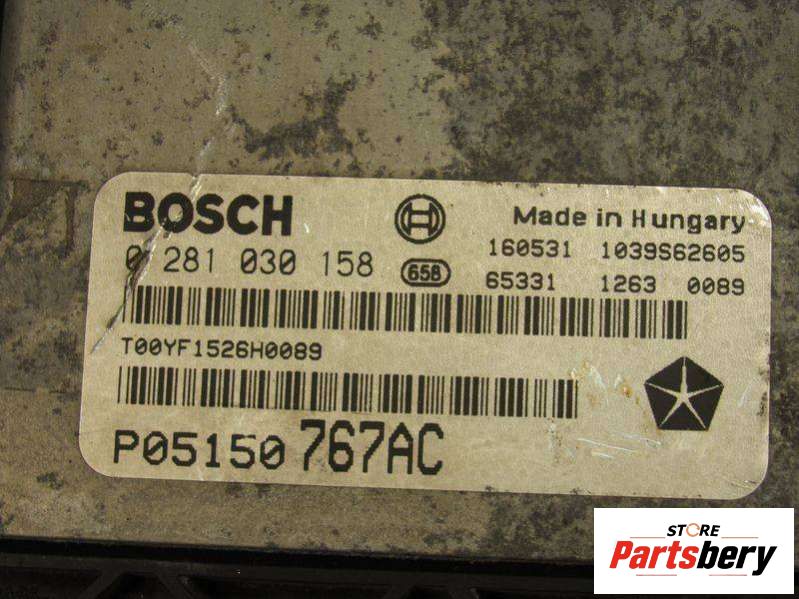 BOSCH
Made in Hungary
0 281 030 158
658
160531 1039S62605
65331 1263 0089
T00YF1526H0089
P05150767AC
STORE
Partsbery